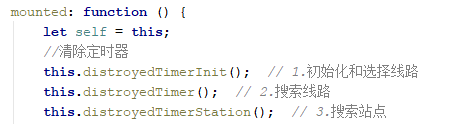 mounted: function () {
let self = this;
//清除定时器
this.distroyedTimerInit();  // 1.初始化和选择线路
this.distroyedTimer();  // 2.搜索线路
this.distroyedTimerStation();  // 3.搜索站点